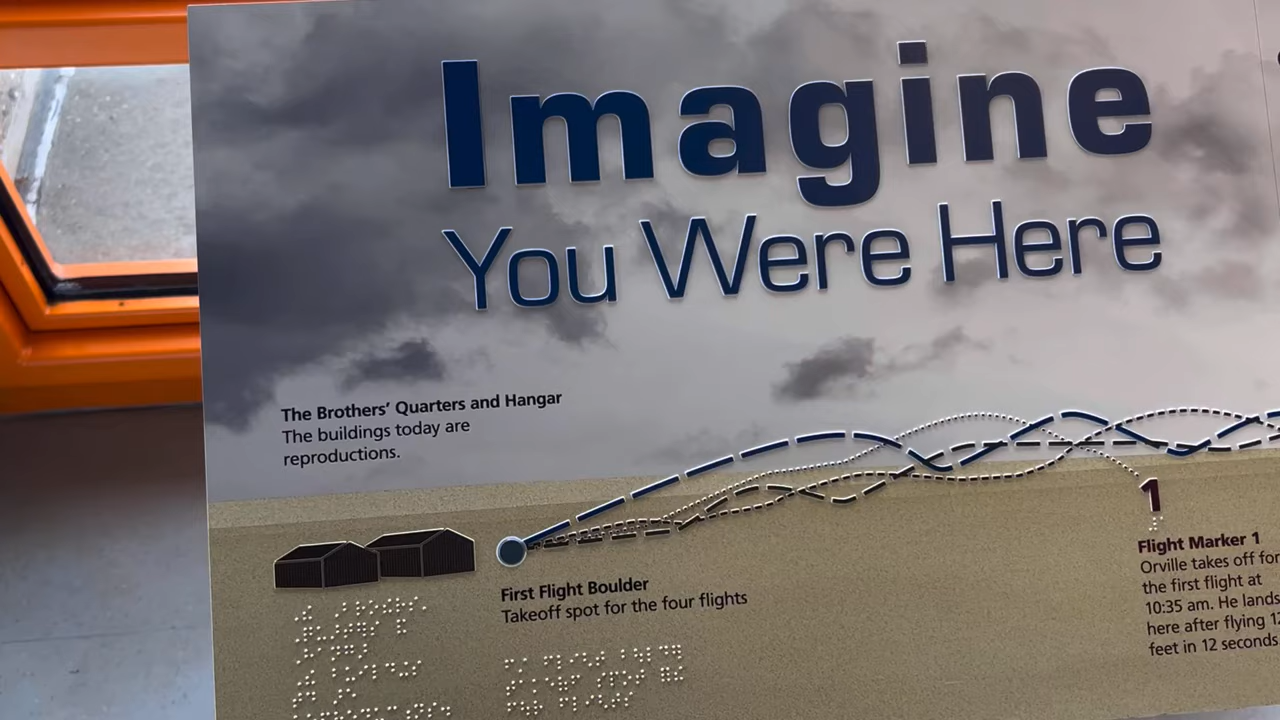 Imagine
You Were Here
The Brothers' Quarters and Hangar
The buildings today are
reproductions.
First Flight Boulder
Takeoff spot for the four flights
1
Flight Marker 1
Orville takes off for
the first flight at
10:35 am. He lands
here after flying
feet in 12 seconds